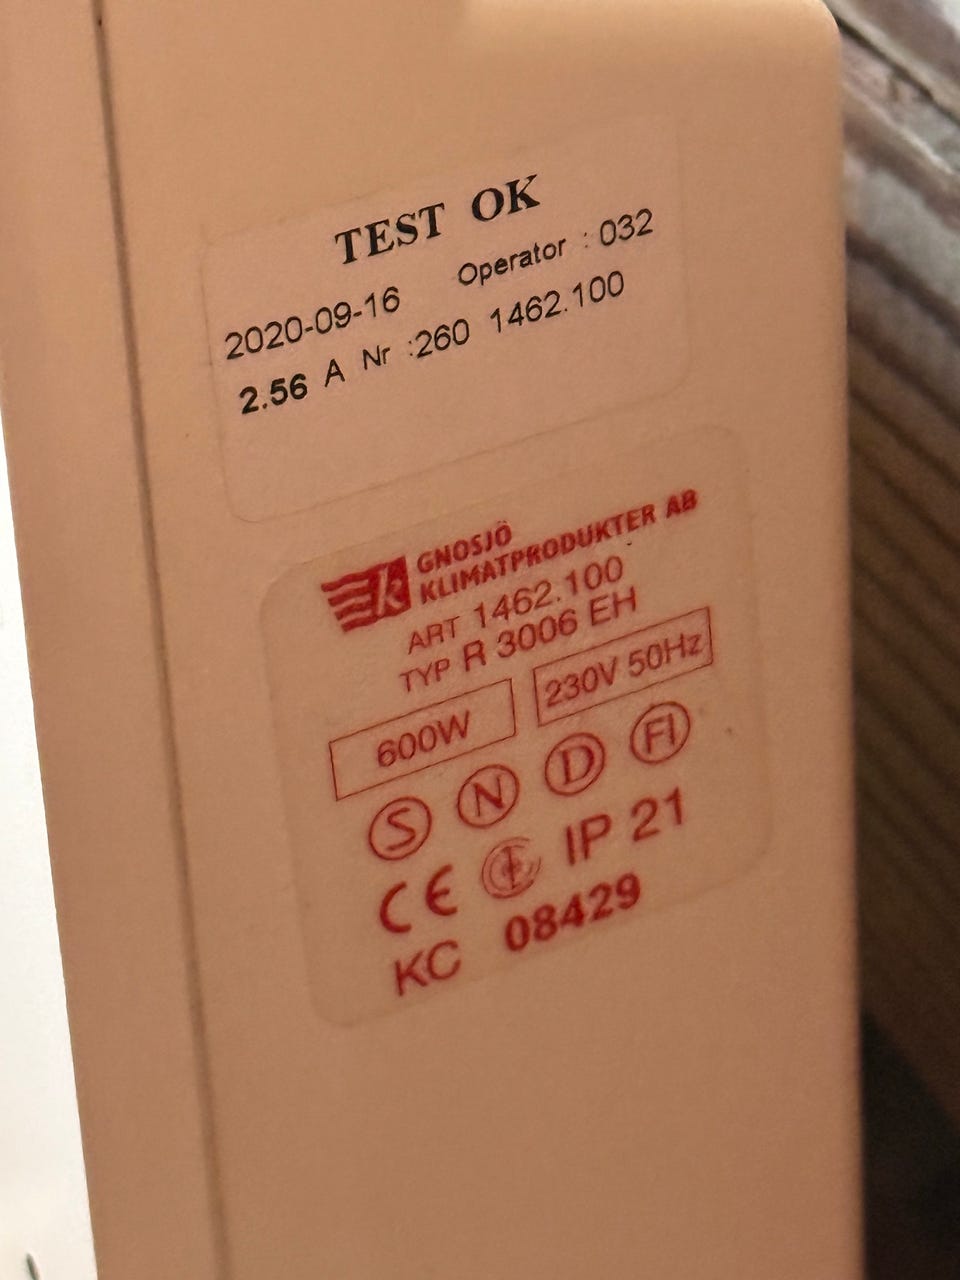 TEST OK
2020-09-16 Operator : 032
2.56 A Nr :260 1462.100
k GNOSJÖ
KLIMATPRODUKTER AB
ART 1462.100
TYP R 3006 EH
600W 230V 50Hz
S N D FI
CE IP 21
KC 08429